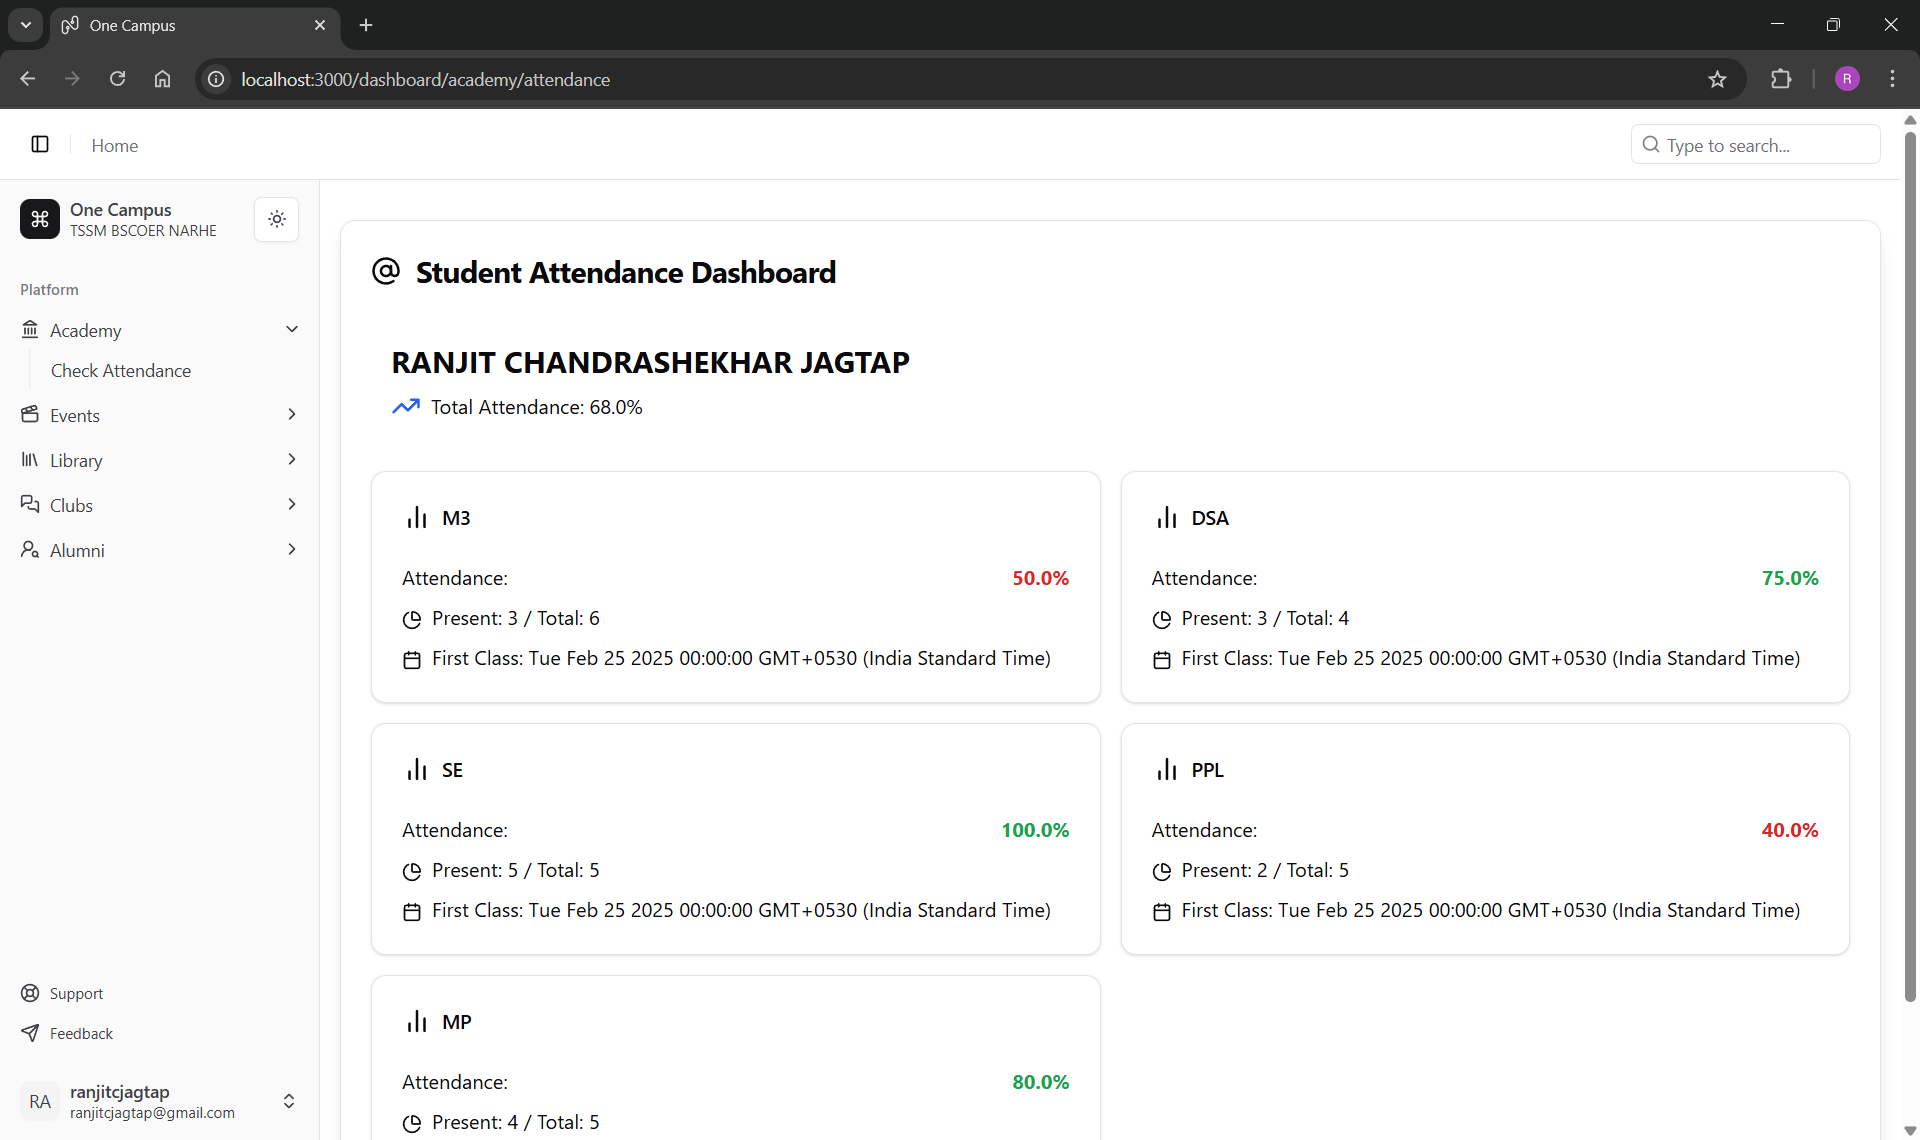 One Campus
localhost:3000/dashboard/academy/attendance
R
Home
Type to search...
One Campus
TSSM BSCOER NARHE
Platform
Academy
Check Attendance
Events
Library
Clubs
Alumni
Support
Feedback
RA
ranjitcjagtap
ranjitcjagtap@gmail.com
Student Attendance Dashboard
RANJIT CHANDRASHEKHAR JAGTAP
Total Attendance: 68.0%
M3
Attendance: 50.0%
Present: 3 / Total: 6
First Class: Tue Feb 25 2025 00:00:00 GMT+0530 (India Standard Time)
DSA
Attendance: 75.0%
Present: 3 / Total: 4
First Class: Tue Feb 25 2025 00:00:00 GMT+0530 (India Standard Time)
SE
Attendance: 100.0%
Present: 5 / Total: 5
First Class: Tue Feb 25 2025 00:00:00 GMT+0530 (India Standard Time)
PPL
Attendance: 40.0%
Present: 2 / Total: 5
First Class: Tue Feb 25 2025 00:00:00 GMT+0530 (India Standard Time)
MP
Attendance: 80.0%
Present: 4 / Total: 5